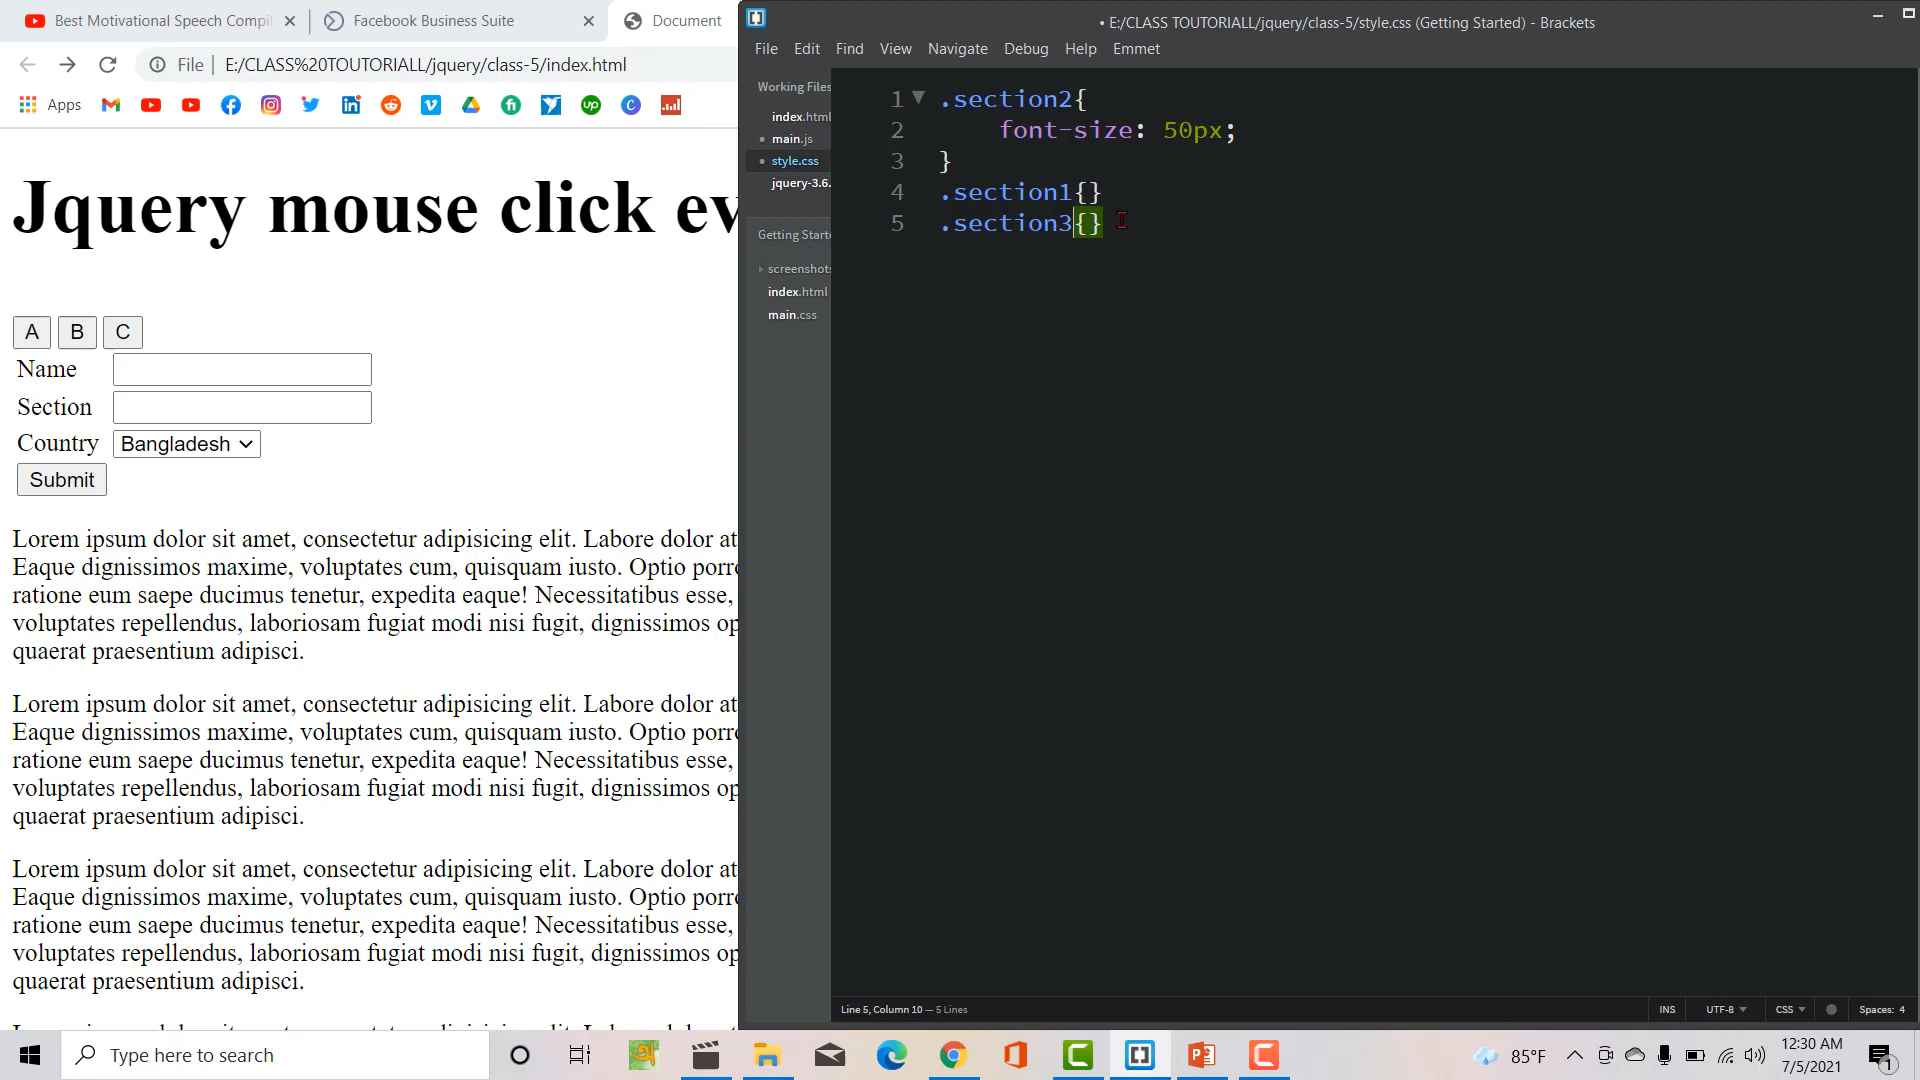 Best Motivational Speech Compil
Facebook Business Suite
Document
File
E:/CLASS%20TOUTORIALL/jquery/class-5/index.html
Apps
Jquery mouse click ev
A
B
C
Name
Section
Country
Bangladesh
Submit
Lorem ipsum dolor sit amet, consectetur adipisicing elit. Labore dolor at
Eaque dignissimos maxime, voluptates cum, quisquam iusto. Optio porro
ratione eum saepe ducimus tenetur, expedita eaque! Necessitatibus esse,
voluptates repellendus, laboriosam fugiat modi nisi fugit, dignissimos op
quaerat praesentium adipisci.
Lorem ipsum dolor sit amet, consectetur adipisicing elit. Labore dolor at
Eaque dignissimos maxime, voluptates cum, quisquam iusto. Optio porro
ratione eum saepe ducimus tenetur, expedita eaque! Necessitatibus esse,
voluptates repellendus, laboriosam fugiat modi nisi fugit, dignissimos op
quaerat praesentium adipisci.
Lorem ipsum dolor sit amet, consectetur adipisicing elit. Labore dolor at
Eaque dignissimos maxime, voluptates cum, quisquam iusto. Optio porro
ratione eum saepe ducimus tenetur, expedita eaque! Necessitatibus esse,
voluptates repellendus, laboriosam fugiat modi nisi fugit, dignissimos op
quaerat praesentium adipisci.
• E:/CLASS TOUTORIALL/jquery/class-5/style.css (Getting Started) - Brackets
File Edit Find View Navigate Debug Help Emmet
Working Files
index.html
main.js
style.css
jquery-3.6.
Getting Starte
screenshots
index.html
main.css
1 .section2{
2 font-size: 50px;
3 }
4 .section1{}
5 .section3{}
Line 5, Column 10 — 5 Lines
INS
UTF-8
CSS
Spaces: 4
Type here to search
85°F
12:30 AM
7/5/2021
1